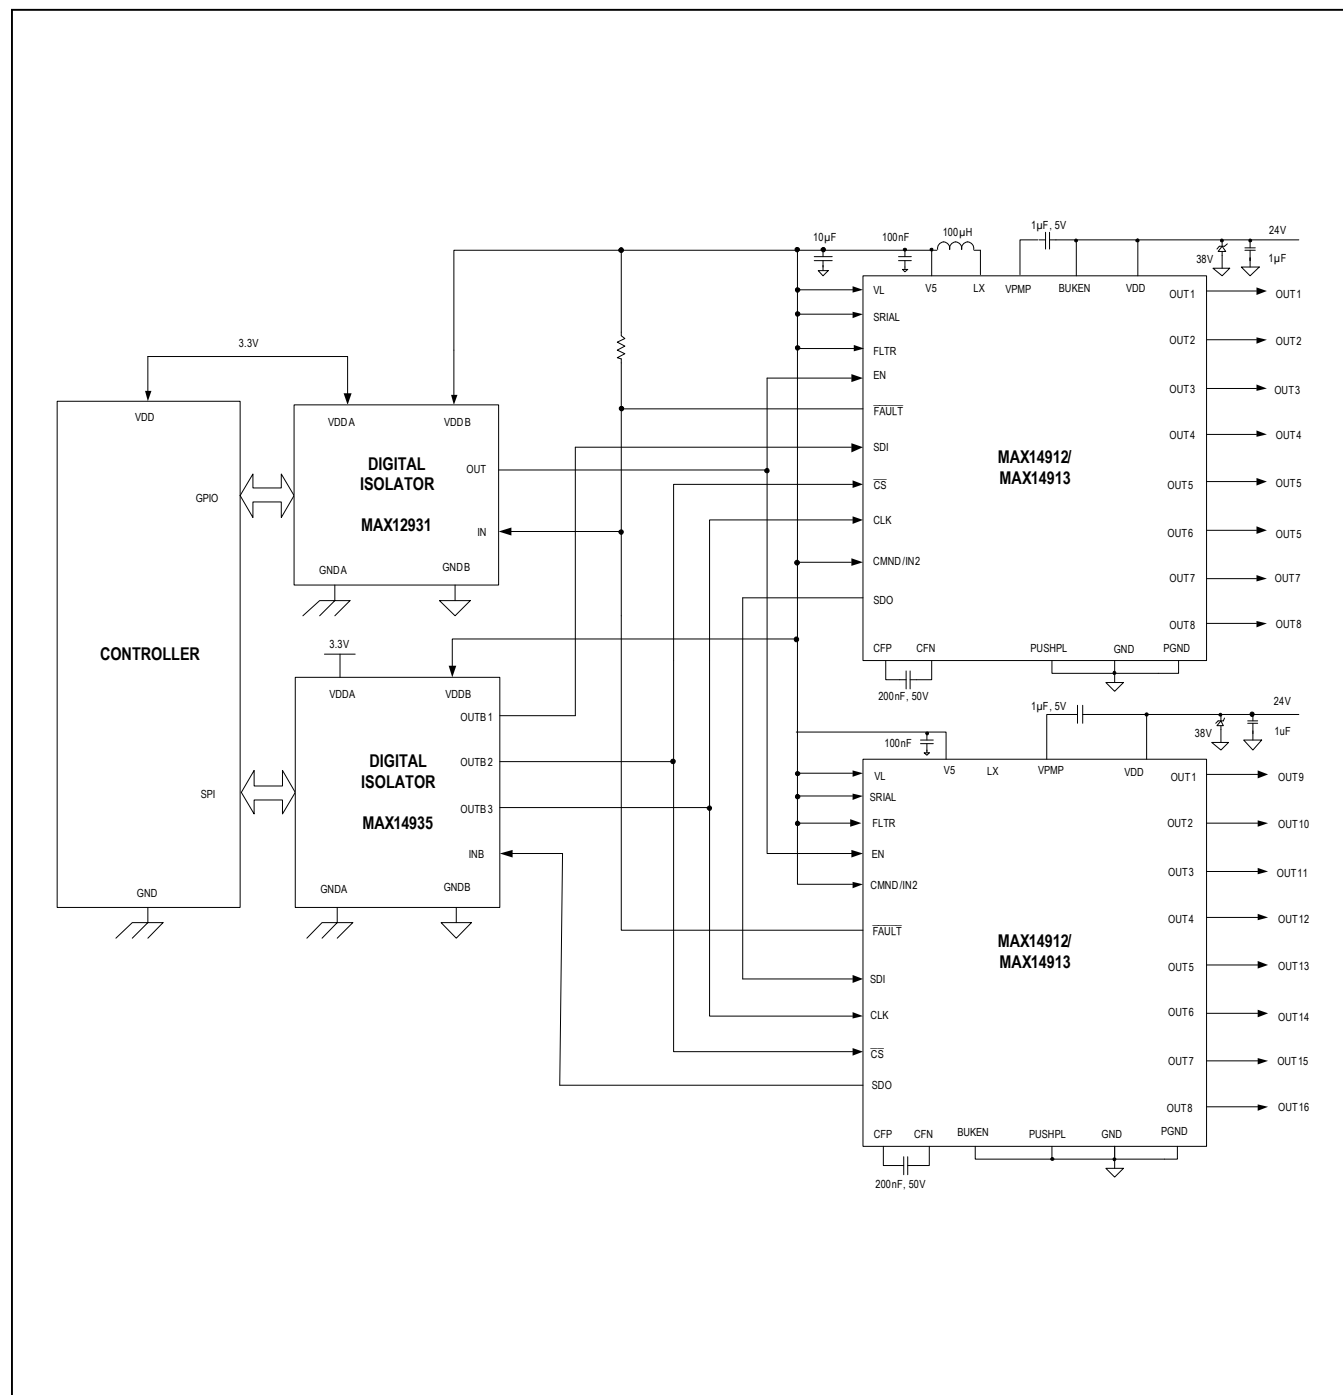 10µF
100nF
100µH
1µF, 5V
24V
38V
1µF
VL
V5
LX
VPMP
BUKEN
VDD
OUT1
OUT1
SRIAL
3.3V
FLTR
OUT2
OUT2
EN
OUT3
OUT3
VDD
VDDA
VDDB
FAULT
DIGITAL
ISOLATOR
MAX12931
OUT
SDI
OUT4
OUT4
MAX14912/
MAX14913
GPIO
CS
OUT5
OUT5
IN
CLK
OUT6
OUT5
GNDA
GNDB
CMND/IN2
OUT7
OUT7
SDO
OUT8
OUT8
CONTROLLER
3.3V
CFP
CFN
PUSHPL
GND
PGND
200nF, 50V
VDDA
VDDB
OUTB1
1µF, 5V
24V
38V
1uF
100nF
DIGITAL
ISOLATOR
MAX14935
OUTB2
V5
LX
VPMP
VDD
VL
OUT1
OUT9
SPI
SRIAL
OUTB3
FLTR
OUT2
OUT10
INB
EN
OUT3
OUT11
GND
GNDA
GNDB
CMND/IN2
OUT4
OUT12
FAULT
MAX14912/
MAX14913
OUT5
OUT13
SDI
CLK
OUT6
OUT14
CS
OUT7
OUT15
SDO
OUT8
OUT16
CFP
CFN
BUKEN
PUSHPL
GND
PGND
200nF, 50V